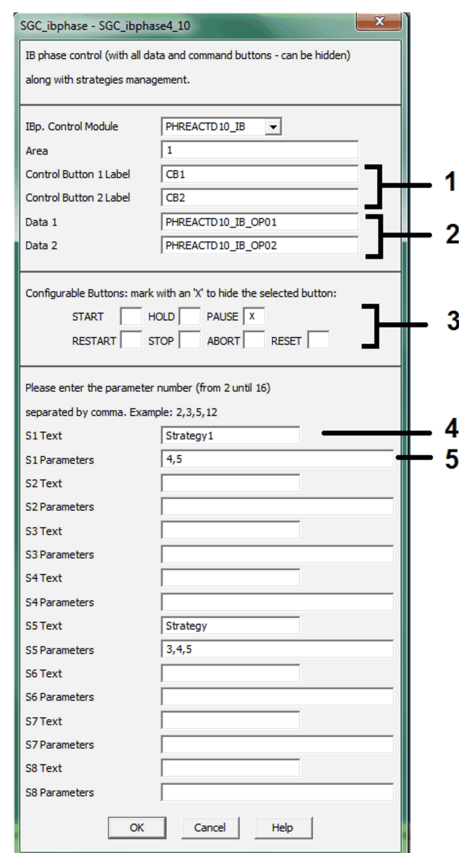 SGC_ibphase - SGC_ibphase4_10
x
IB phase control (with all data and command buttons - can be hidden)
along with strategies management.
IBp. Control Module PHREACTD10_IB
Area 1
Control Button 1 Label CB1
Control Button 2 Label CB2
1
Data 1 PHREACTD10_IB_OP01
Data 2 PHREACTD10_IB_OP02
2
Configurable Buttons: mark with an 'X' to hide the selected button:
START HOLD PAUSE X
RESTART STOP ABORT RESET
3
Please enter the parameter number (from 2 until 16)
separated by comma. Example: 2,3,5,12
S1 Text Strategy1 4
S1 Parameters 4,5 5
S2 Text
S2 Parameters
S3 Text
S3 Parameters
S4 Text
S4 Parameters
S5 Text Strategy
S5 Parameters 3,4,5
S6 Text
S6 Parameters
S7 Text
S7 Parameters
S8 Text
S8 Parameters
OK Cancel Help